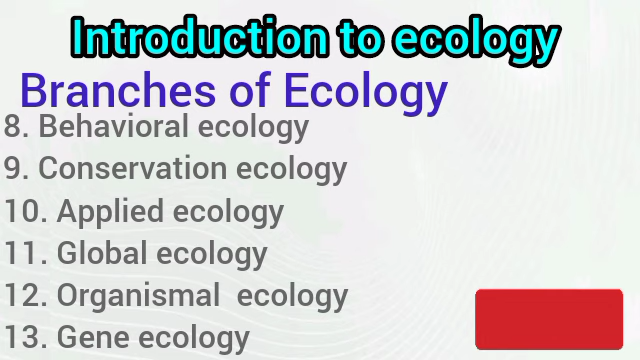 Introduction to ecology
Branches of Ecology
8. Behavioral ecology
9. Conservation ecology
10. Applied ecology
11. Global ecology
12. Organismal  ecology
13. Gene ecology